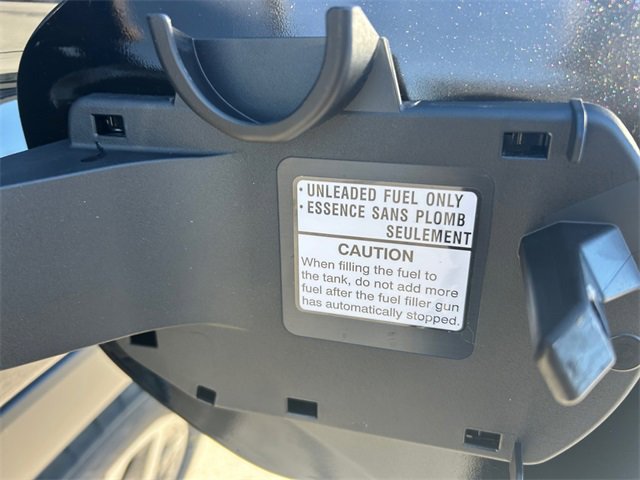 · UNLEADED FUEL ONLY
· ESSENCE SANS PLOMB
SEULEMENT
CAUTION
When filling the fuel to
the tank, do not add more
fuel after the fuel filler gun
has automatically stopped.